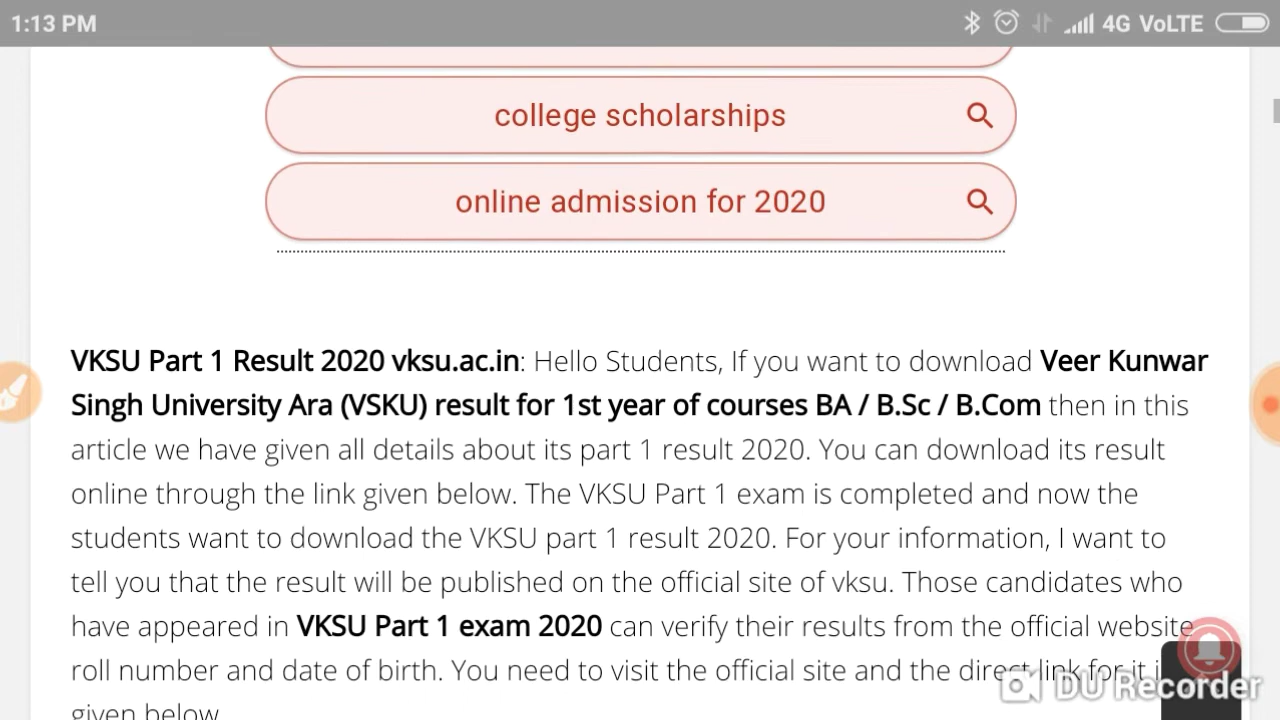 1:13 PM
4G VoLTE
college scholarships
online admission for 2020
VKSU Part 1 Result 2020 vksu.ac.in: Hello Students, If you want to download Veer Kunwar
Singh University Ara (VSKU) result for 1st year of courses BA / B.Sc / B.Com then in this
article we have given all details about its part 1 result 2020. You can download its result
online through the link given below. The VKSU Part 1 exam is completed and now the
students want to download the VKSU part 1 result 2020. For your information, I want to
tell you that the result will be published on the official site of vksu. Those candidates who
have appeared in VKSU Part 1 exam 2020 can verify their results from the official website
roll number and date of birth. You need to visit the official site and the direct link for it i
given below
DU Recorder